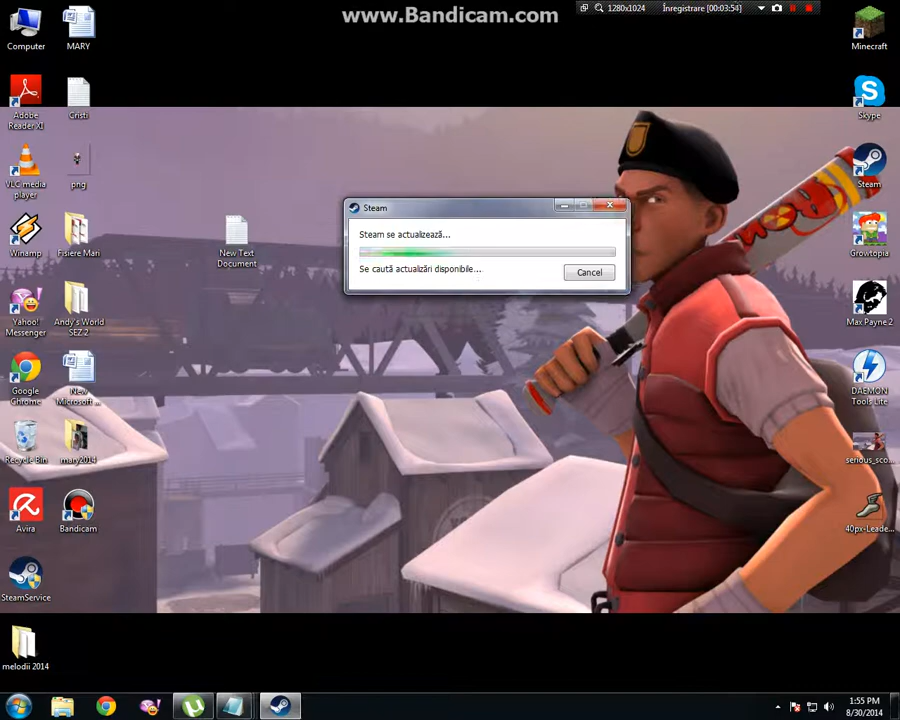 www.Bandicam.com
1280x1024
Înregistrare [00:03:54]
Computer
MARY
Minecraft
Adobe
Reader XI
Cristi
Skype
VLC media
player
png
Steam
Steam
Steam se actualizează...
Se caută actualizări disponibile...
Cancel
Winamp
Fisiere Mari
New Text
Document
Growtopia
Yahoo!
Messenger
Andy's World
SEZ 2
Max Payne 2
Google
Chrome
New
Microsoft ...
DAEMON
Tools Lite
Recycle Bin
mary2014
serious_sco...
Avira
Bandicam
40px-Leade...
SteamService
melodii 2014
1:55 PM
8/30/2014